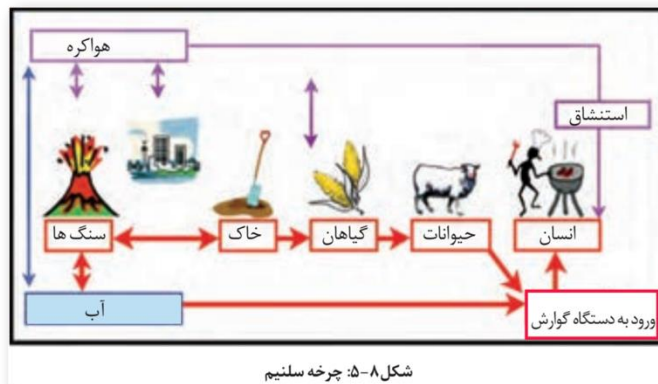 هواکره
استنشاق
سنگ ها
خاک
گیاهان
حیوانات
انسان
آب
ورود به دستگاه گوارش
شکل۸-۵: چرخه سلنیم